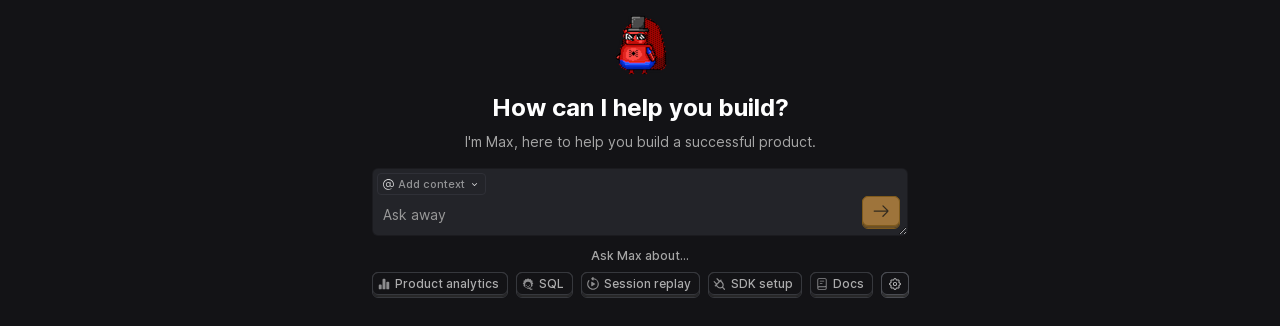 How can I help you build?
I'm Max, here to help you build a successful product.
@ Add context
Ask away
Ask Max about...
Product analytics SQL Session replay SDK setup Docs